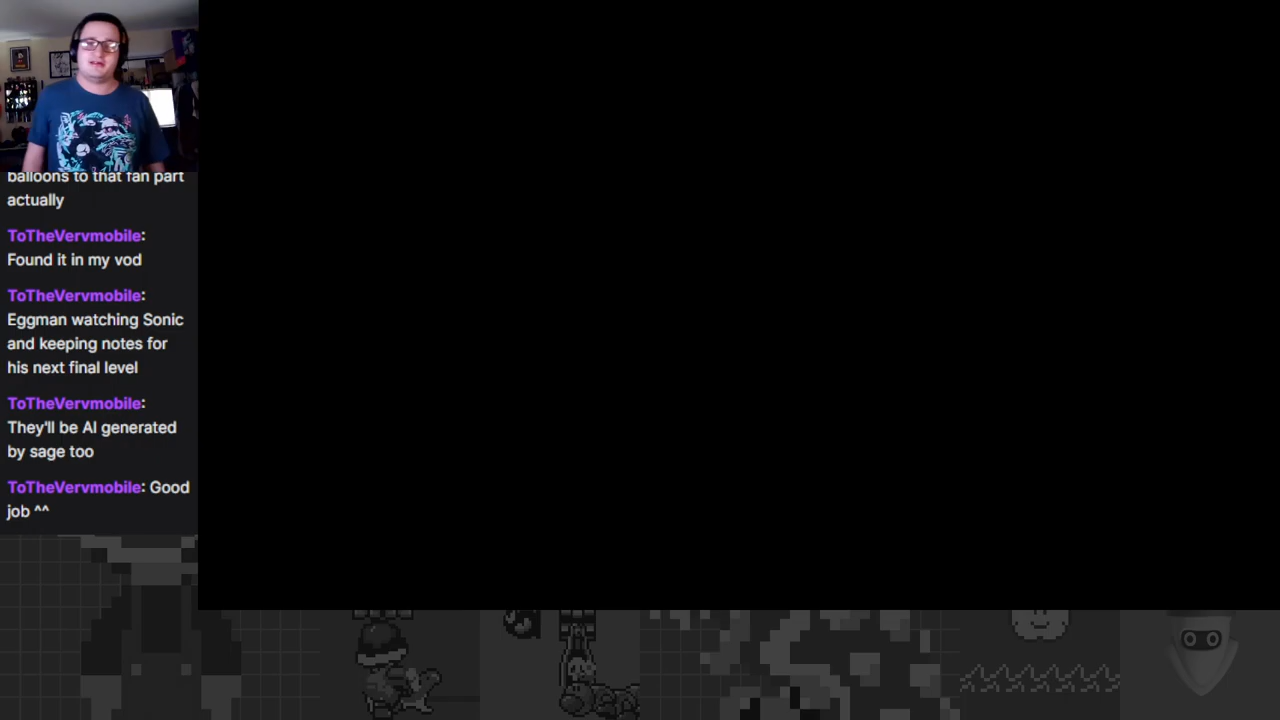 balloons to that fan part
actually
ToTheVervmobile:
Found it in my vod
ToTheVervmobile:
Eggman watching Sonic
and keeping notes for
his next final level
ToTheVervmobile:
They'll be AI generated
by sage too
ToTheVervmobile: Good
job ^^